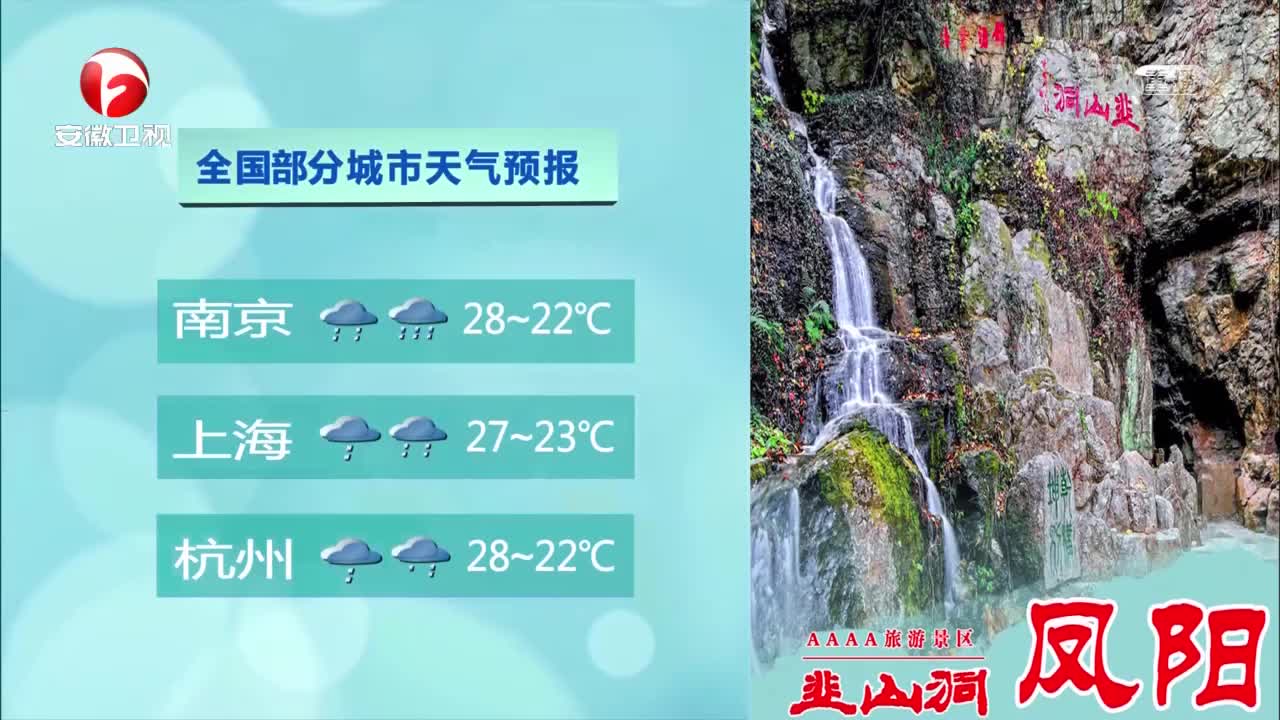 安徽卫视
全国部分城市天气预报
南京 28~22℃
上海 27~23℃
杭州 28~22℃
韭山洞
AAAA旅游景区
韭山洞
凤阳